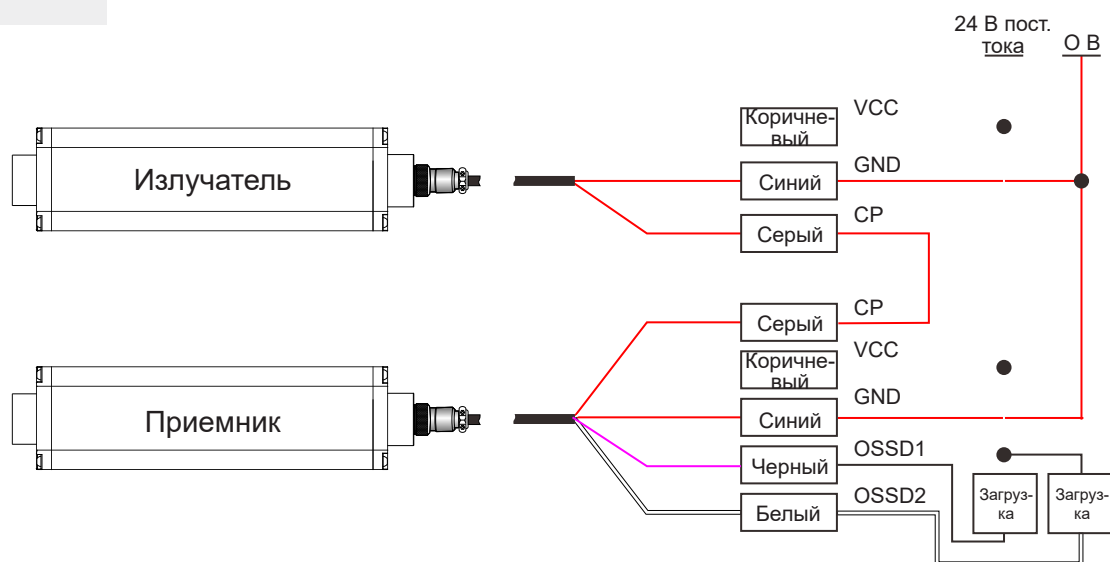 24 В пост.
тока
О В
Коричне-
вый
VCC
Излучатель
Синий
GND
Серый
CP
Серый
CP
Коричне-
вый
VCC
Приемник
Синий
GND
Черный
OSSD1
Белый
OSSD2
Загруз-
ка
Загруз-
ка